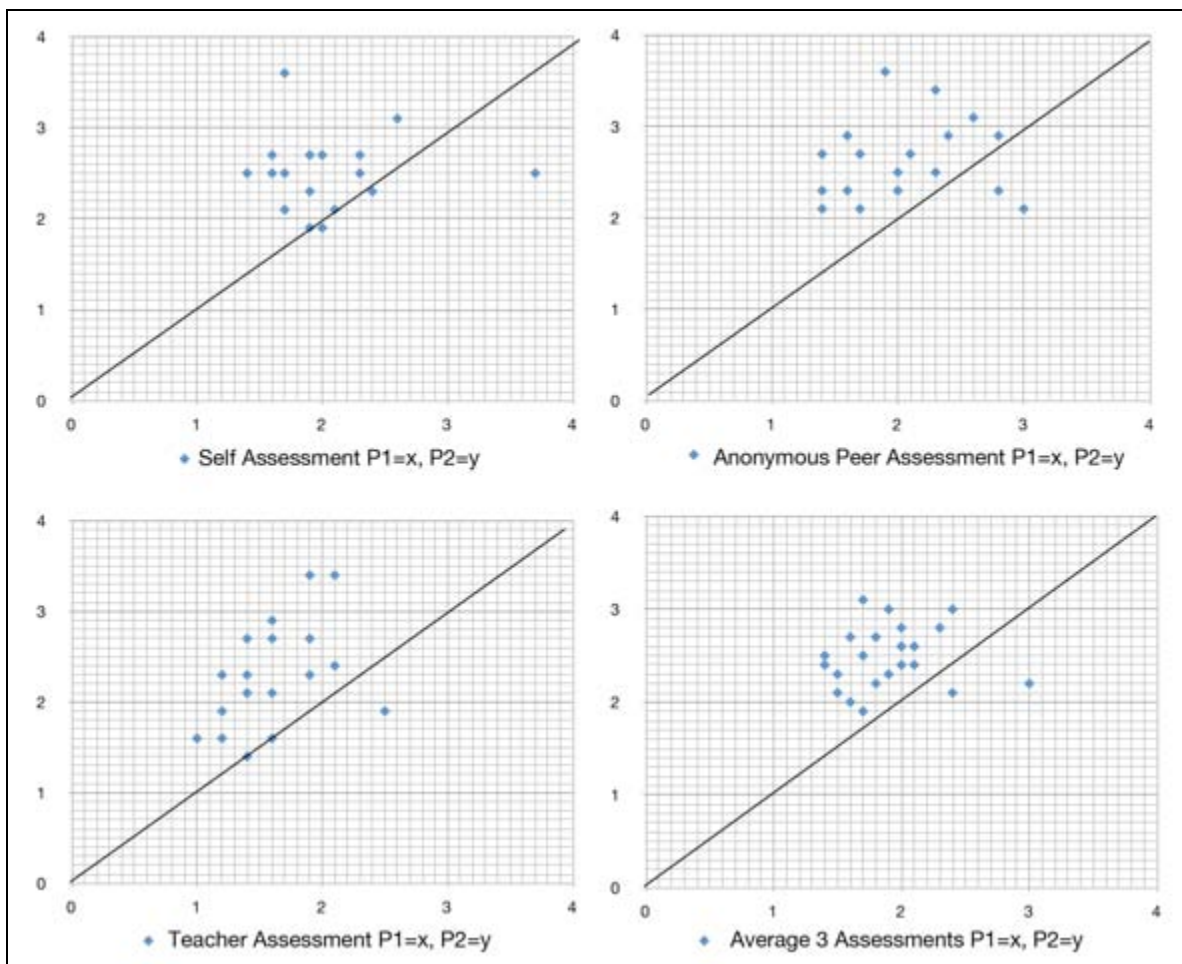 4
3
2
1
0
0 1 2 3 4
Self Assessment P1=x, P2=y
4
3
2
1
0
0 1 2 3 4
Anonymous Peer Assessment P1=x, P2=y
4
3
2
1
0
0 1 2 3 4
Teacher Assessment P1=x, P2=y
4
3
2
1
0
0 1 2 3 4
Average 3 Assessments P1=x, P2=y